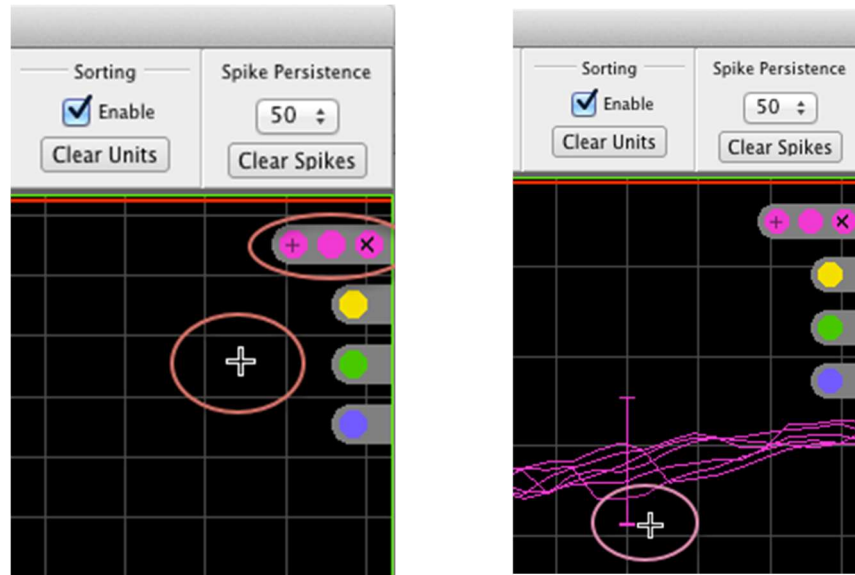 Sorting
Enable
Clear Units
Spike Persistence
50
Clear Spikes
Sorting
Enable
Clear Units
Spike Persistence
50
Clear Spikes